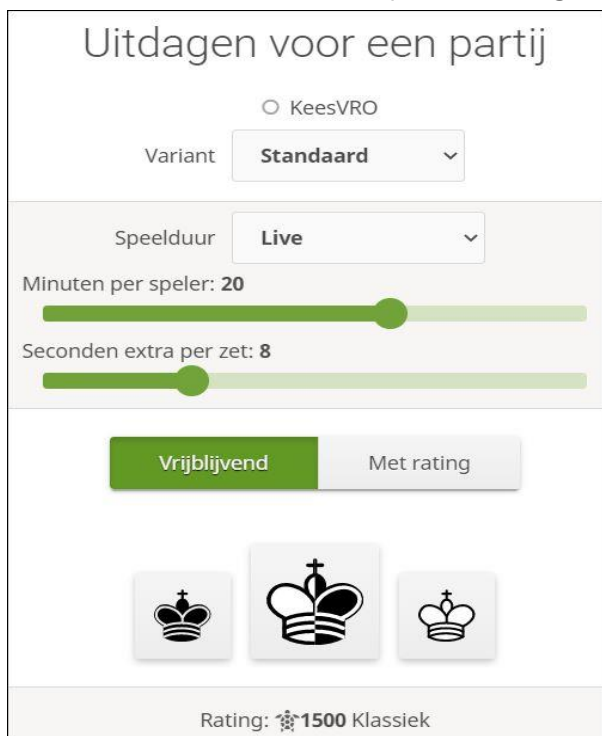 Uitdagen voor een partij
KeesVRO
Variant Standaard
Speelduur Live
Minuten per speler: 20
Seconden extra per zet: 8
Vrijblijvend Met rating
Rating: 1500 Klassiek